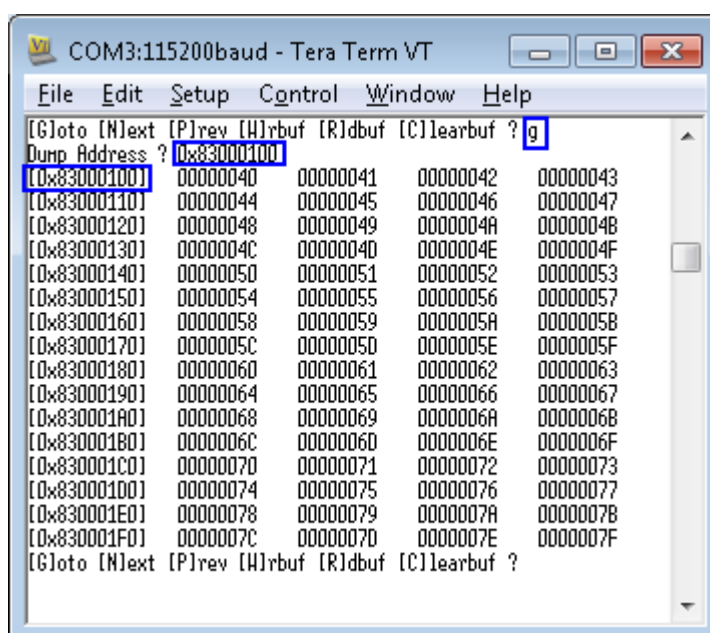 COM3:115200baud - Tera Term VT
File Edit Setup Control Window Help
[G]oto [N]ext [P]rev [W]rbuf [R]dbuf [C]learbuf ? g
Dump Address ? 0x83000100
[0x83000100] 00000040 00000041 00000042 00000043
[0x83000110] 00000044 00000045 00000046 00000047
[0x83000120] 00000048 00000049 0000004A 0000004B
[0x83000130] 0000004C 0000004D 0000004E 0000004F
[0x83000140] 00000050 00000051 00000052 00000053
[0x83000150] 00000054 00000055 00000056 00000057
[0x83000160] 00000058 00000059 0000005A 0000005B
[0x83000170] 0000005C 0000005D 0000005E 0000005F
[0x83000180] 00000060 00000061 00000062 00000063
[0x83000190] 00000064 00000065 00000066 00000067
[0x830001A0] 00000068 00000069 0000006A 0000006B
[0x830001B0] 0000006C 0000006D 0000006E 0000006F
[0x830001C0] 00000070 00000071 00000072 00000073
[0x830001D0] 00000074 00000075 00000076 00000077
[0x830001E0] 00000078 00000079 0000007A 0000007B
[0x830001F0] 0000007C 0000007D 0000007E 0000007F
[G]oto [N]ext [P]rev [W]rbuf [R]dbuf [C]learbuf ?